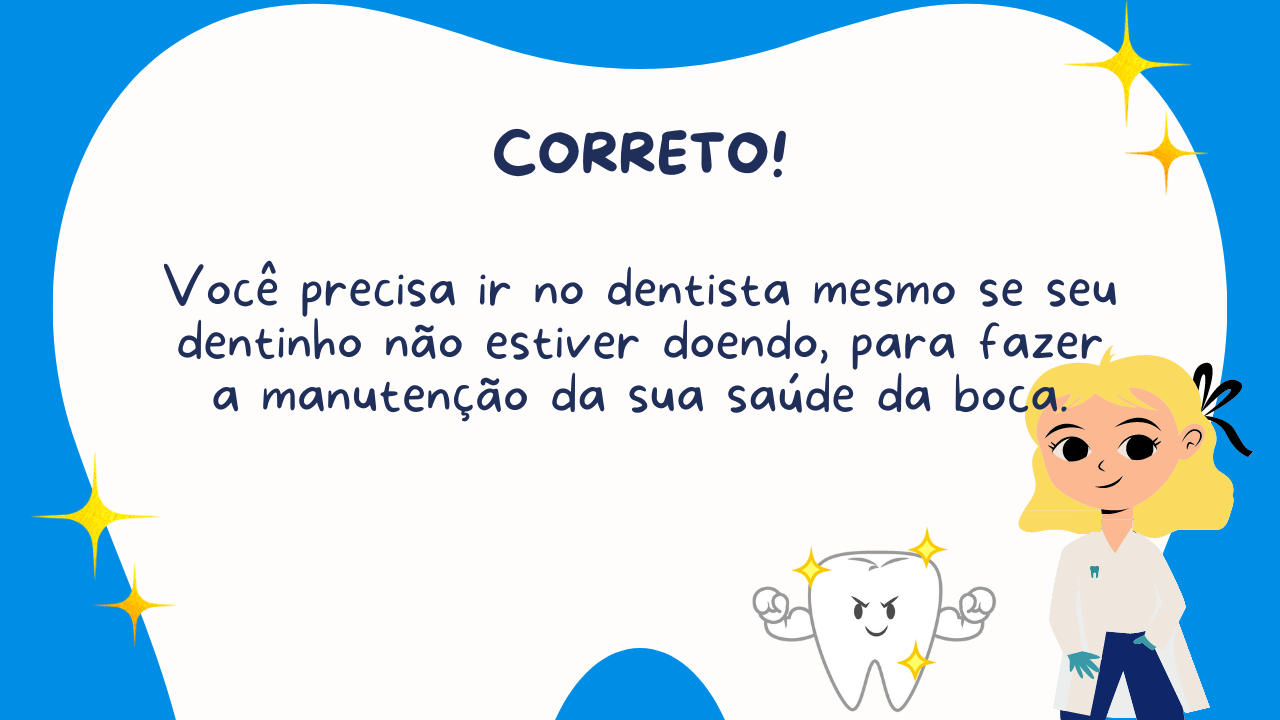 CORRETO!
Você precisa ir no dentista mesmo se seu
dentinho não estiver doendo, para fazer
a manutenção da sua saúde da boca.